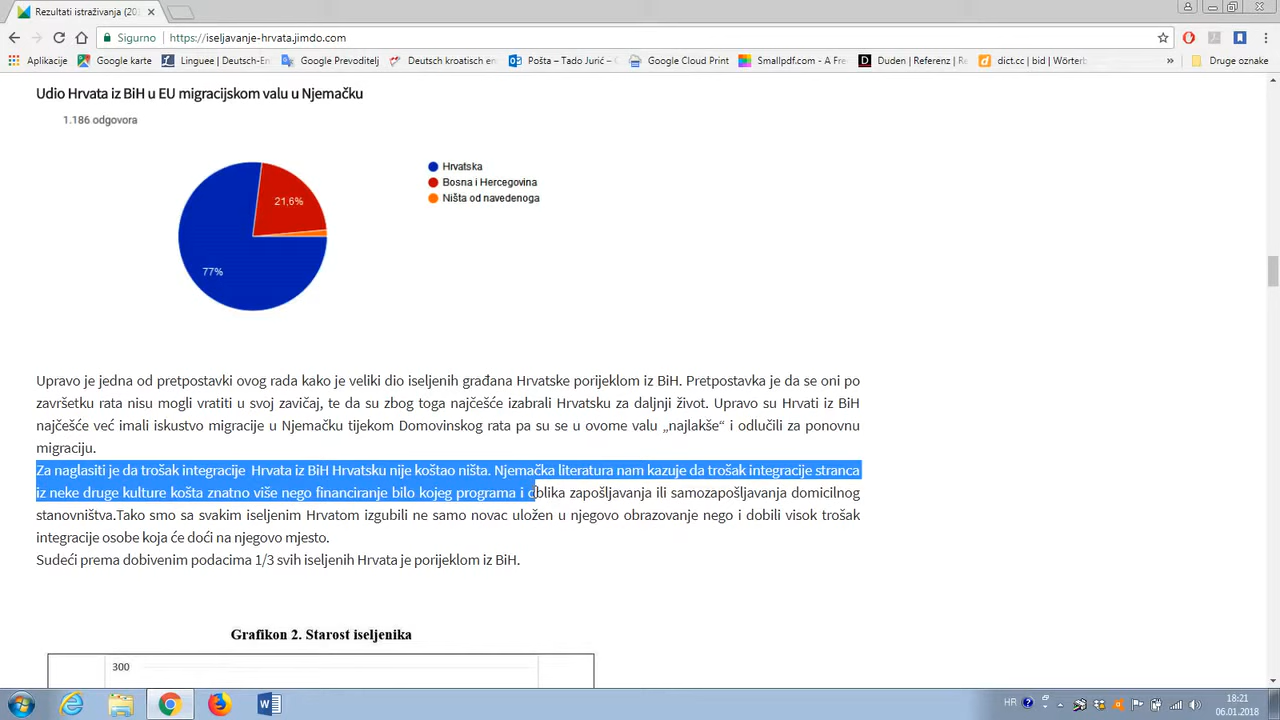 Rezultati istraživanja (20
Sigurno
https://iseljavanje-hrvata.jimdo.com
Aplikacije
Google karte
Linguee | Deutsch-En
Google Prevoditelj
Deutsch kroatisch en
Pošta – Tado Jurić –
Google Cloud Print
Smallpdf.com - A Fre
Duden | Referenz | Re
dict.cc | bid | Wörterb
»
Druge oznake
Udio Hrvata iz BiH u EU migracijskom valu u Njemačku
1.186 odgovora
Hrvatska
Bosna i Hercegovina
Ništa od navedenoga
21,6%
77%
Upravo je jedna od pretpostavki ovog rada kako je veliki dio iseljenih građana Hrvatske porijeklom iz BiH. Pretpostavka je da se oni po
završetku rata nisu mogli vratiti u svoj zavičaj, te da su zbog toga najčešće izabrali Hrvatsku za daljnji život. Upravo su Hrvati iz BiH
najčešće već imali iskustvo migracije u Njemačku tijekom Domovinskog rata pa su se u ovome valu „najlakše“ i odlučili za ponovnu
migraciju.
Za naglasiti je da trošak integracije Hrvata iz BiH Hrvatsku nije koštao ništa. Njemačka literatura nam kazuje da trošak integracije stranca
iz neke druge kulture košta znatno više nego financiranje bilo kojeg programa i oblika zapošljavanja ili samozapošljavanja domicilnog
stanovništva.Tako smo sa svakim iseljenim Hrvatom izgubili ne samo novac uložen u njegovo obrazovanje nego i dobili visok trošak
integracije osobe koja će doći na njegovo mjesto.
Sudeći prema dobivenim podacima 1/3 svih iseljenih Hrvata je porijeklom iz BiH.
Grafikon 2. Starost iseljenika
300
HR
18:21
06.01.2018